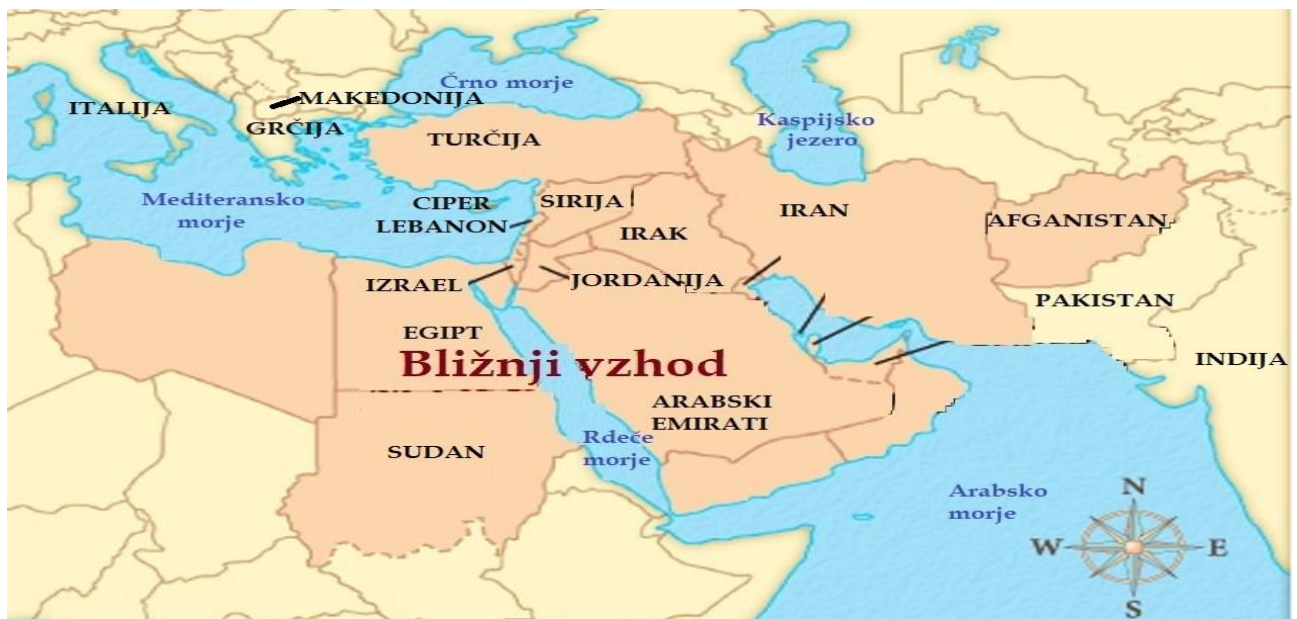 Črno morje
MAKEDONIJA
ITALIJA
GRČIJA
TURČIJA
Kaspijsko
jezero
Mediteransko
morje
CIPER
LEBANON
SIRIJA
IRAK
IRAN
AFGANISTAN
IZRAEL
JORDANIJA
PAKISTAN
EGIPT
INDIJA
Bližnji vzhod
ARABSKI
EMIRATI
SUDAN
Rdeče
morje
Arabsko
morje
N
W
E
S